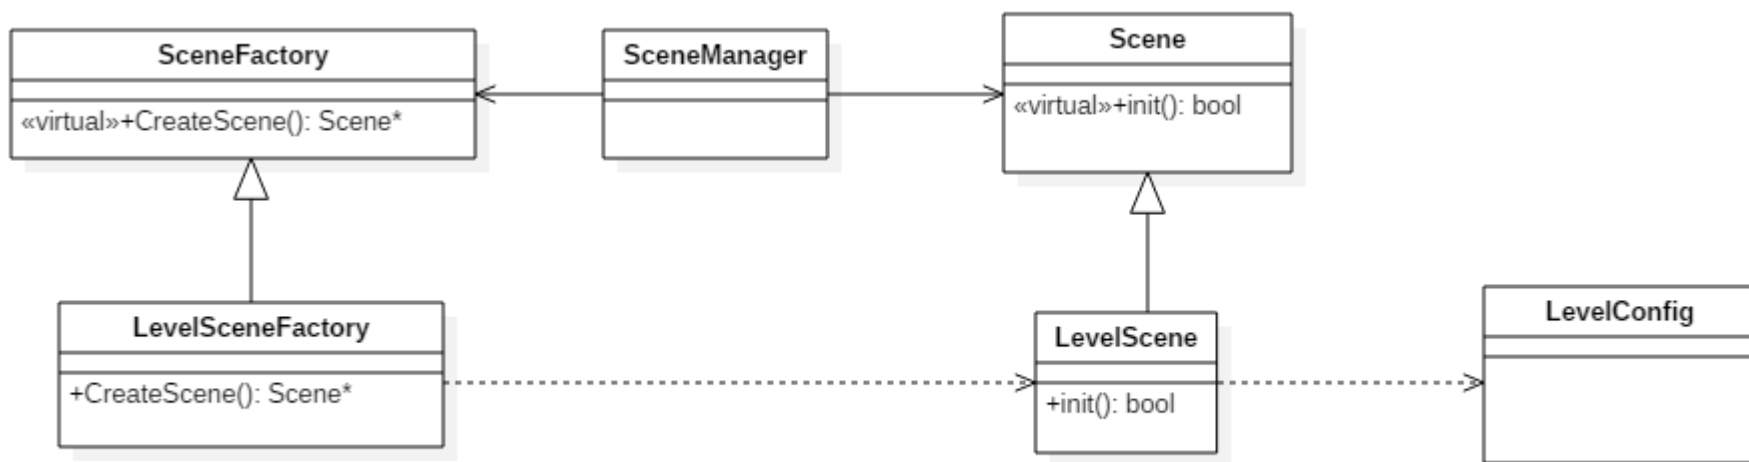 SceneFactory
«virtual»+CreateScene(): Scene*
SceneManager
Scene
«virtual»+init(): bool
LevelSceneFactory
+CreateScene(): Scene*
LevelScene
+init(): bool
LevelConfig